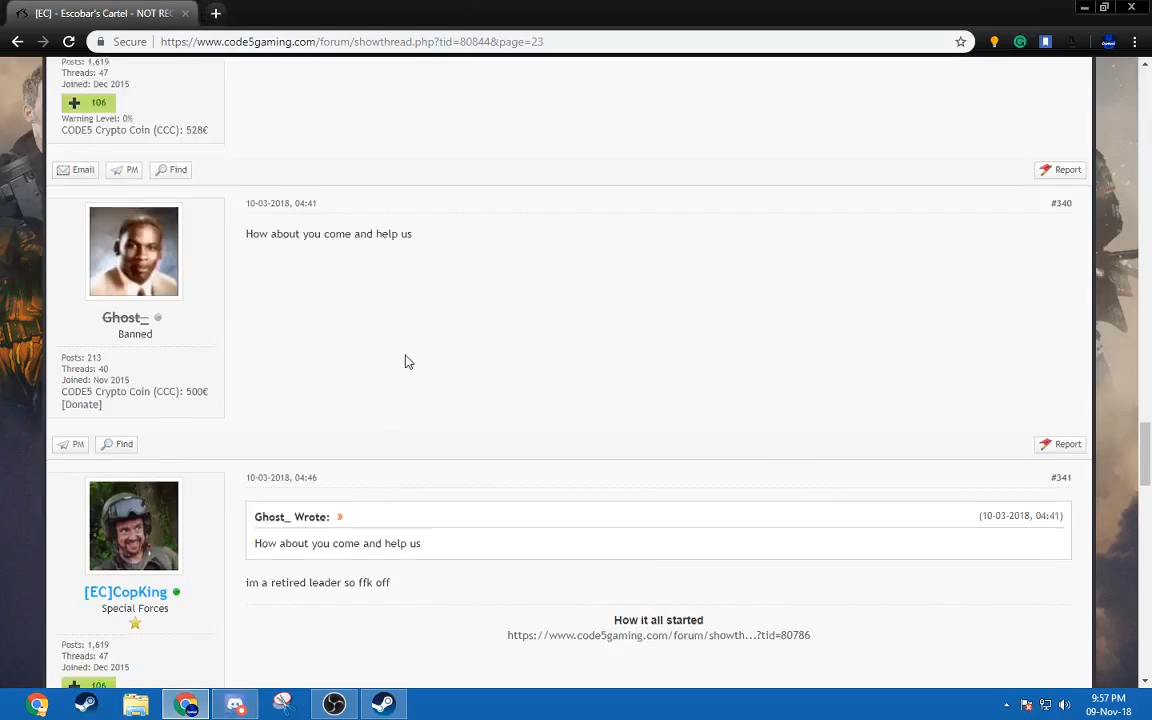 [EC] - Escobar's Cartel - NOT REC
Secure
https://www.code5gaming.com/forum/showthread.php?tid=80844&page=23
Posts: 1,619
Threads: 47
Joined: Dec 2015
106
Warning Level: 0%
CODE5 Crypto Coin (CCC): 528€
Email PM Find Report
10-03-2018, 04:41 #340
How about you come and help us
Ghost_
Banned
Posts: 213
Threads: 40
Joined: Nov 2015
CODE5 Crypto Coin (CCC): 500€
[Donate]
PM Find Report
10-03-2018, 04:46 #341
Ghost_ Wrote: » (10-03-2018, 04:41)
How about you come and help us
im a retired leader so ffk off
[EC]CopKing
Special Forces
How it all started
https://www.code5gaming.com/forum/showth...?tid=80786
Posts: 1,619
Threads: 47
Joined: Dec 2015
106
9:57 PM
09-Nov-18